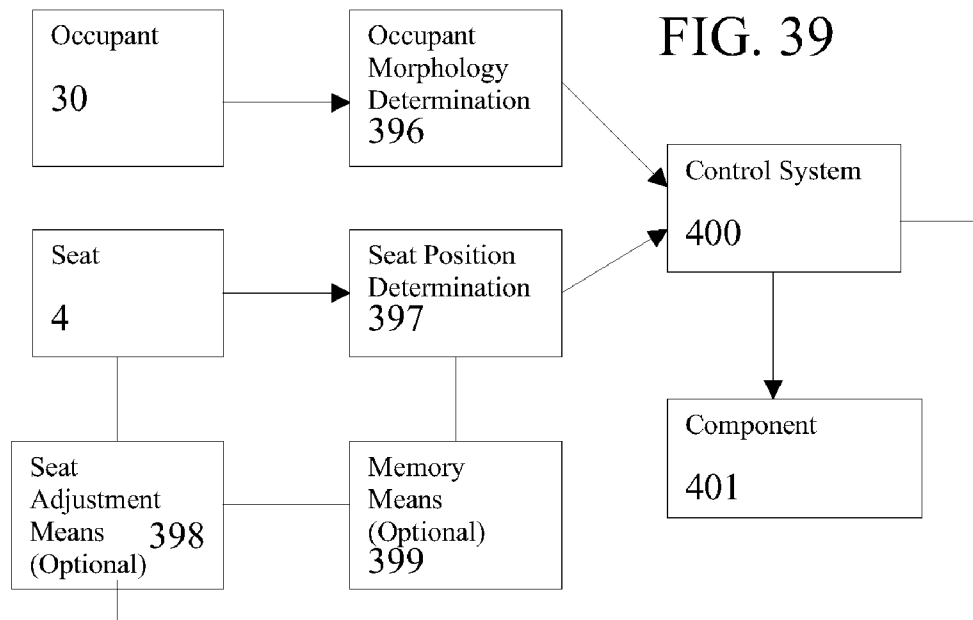 FIG. 39
Occupant
30
Occupant
Morphology
Determination
396
Control System
400
Seat
4
Seat Position
Determination
397
Component
401
Seat
Adjustment
Means
(Optional)
398
Memory
Means
(Optional)
399